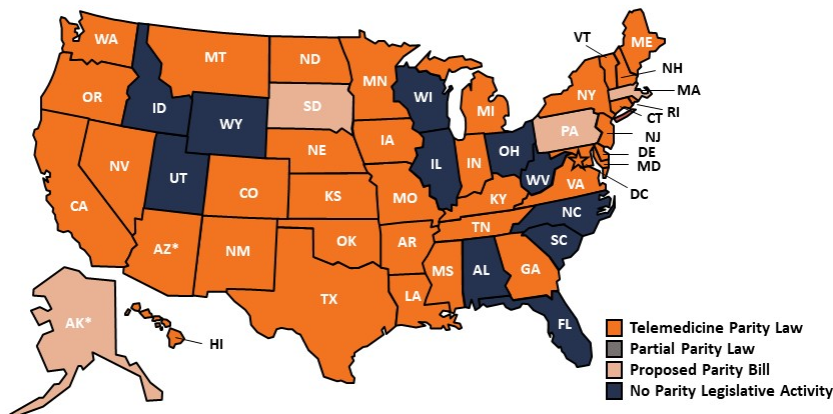 WA
MT
ND
MN
VT
ME
NH
MA
RI
CT
NJ
DE
MD
DC
OR
ID
WY
SD
WI
MI
NY
PA
NV
UT
CO
NE
IA
IL
IN
OH
WV
VA
CA
KS
MO
KY
NC
AZ*
NM
OK
AR
TN
SC
TX
LA
MS
AL
GA
FL
AK*
HI
Telemedicine Parity Law
Partial Parity Law
Proposed Parity Bill
No Parity Legislative Activity